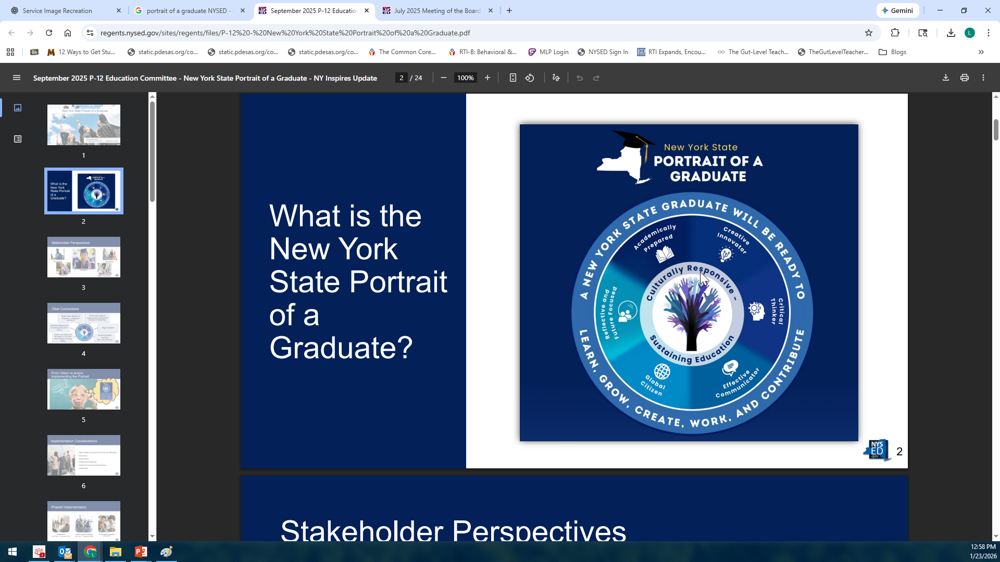 Service Image Recreation
portrait of a graduate NYSED -
September 2025 P-12 Educatio
July 2025 Meeting of the Board
Gemini
regents.nysed.gov/sites/regents/files/P-12%20-%20New%20York%20State%20Portrait%20of%20a%20Graduate.pdf
L
Bb
12 Ways to Get Stu...
static.pdesas.org/co...
static.pdesas.org/co...
static.pdesas.org/co...
The Common Core...
RTI-B: Behavioral &...
MLP Login
NYSED Sign In
RTI Expands, Encou...
The Gut-Level Teach...
TheGutLevelTeacher...
Blogs
September 2025 P-12 Education Committee - New York State Portrait of a Graduate - NY Inspires Update
2 / 24
100%
New York State Portrait of a Graduate
1
What is the
New York
State Portrait
of a
Graduate?
2
Stakeholder Perspectives
3
Clear Connections
4
From Vision to Action:
Implementing the Portrait
5
Implementation Considerations
6
Phased Implementation
What is the
New York
State Portrait
of a
Graduate?
New York State
PORTRAIT OF A
GRADUATE
A NEW YORK STATE GRADUATE WILL BE READY TO
LEARN, GROW, CREATE, WORK, AND CONTRIBUTE
Academically
Prepared
Creative
Innovator
Critical
Thinker
Effective
Communicator
Global
Citizen
Reflective and
Future Focused
Culturally Responsive -
Sustaining Education
NYS
ED
.gov
2
Stakeholder Perspectives
12:58 PM
1/23/2026